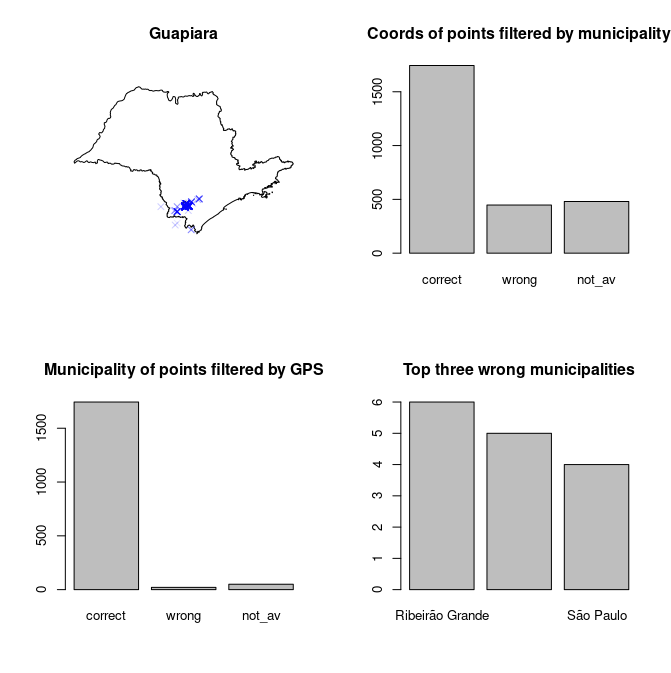 Guapiara
Coords of points filtered by municipality
1500
1000
500
0
correct wrong not_av
Municipality of points filtered by GPS
1500
1000
500
0
correct wrong not_av
Top three wrong municipalities
6
5
4
3
2
1
0
Ribeirão Grande São Paulo